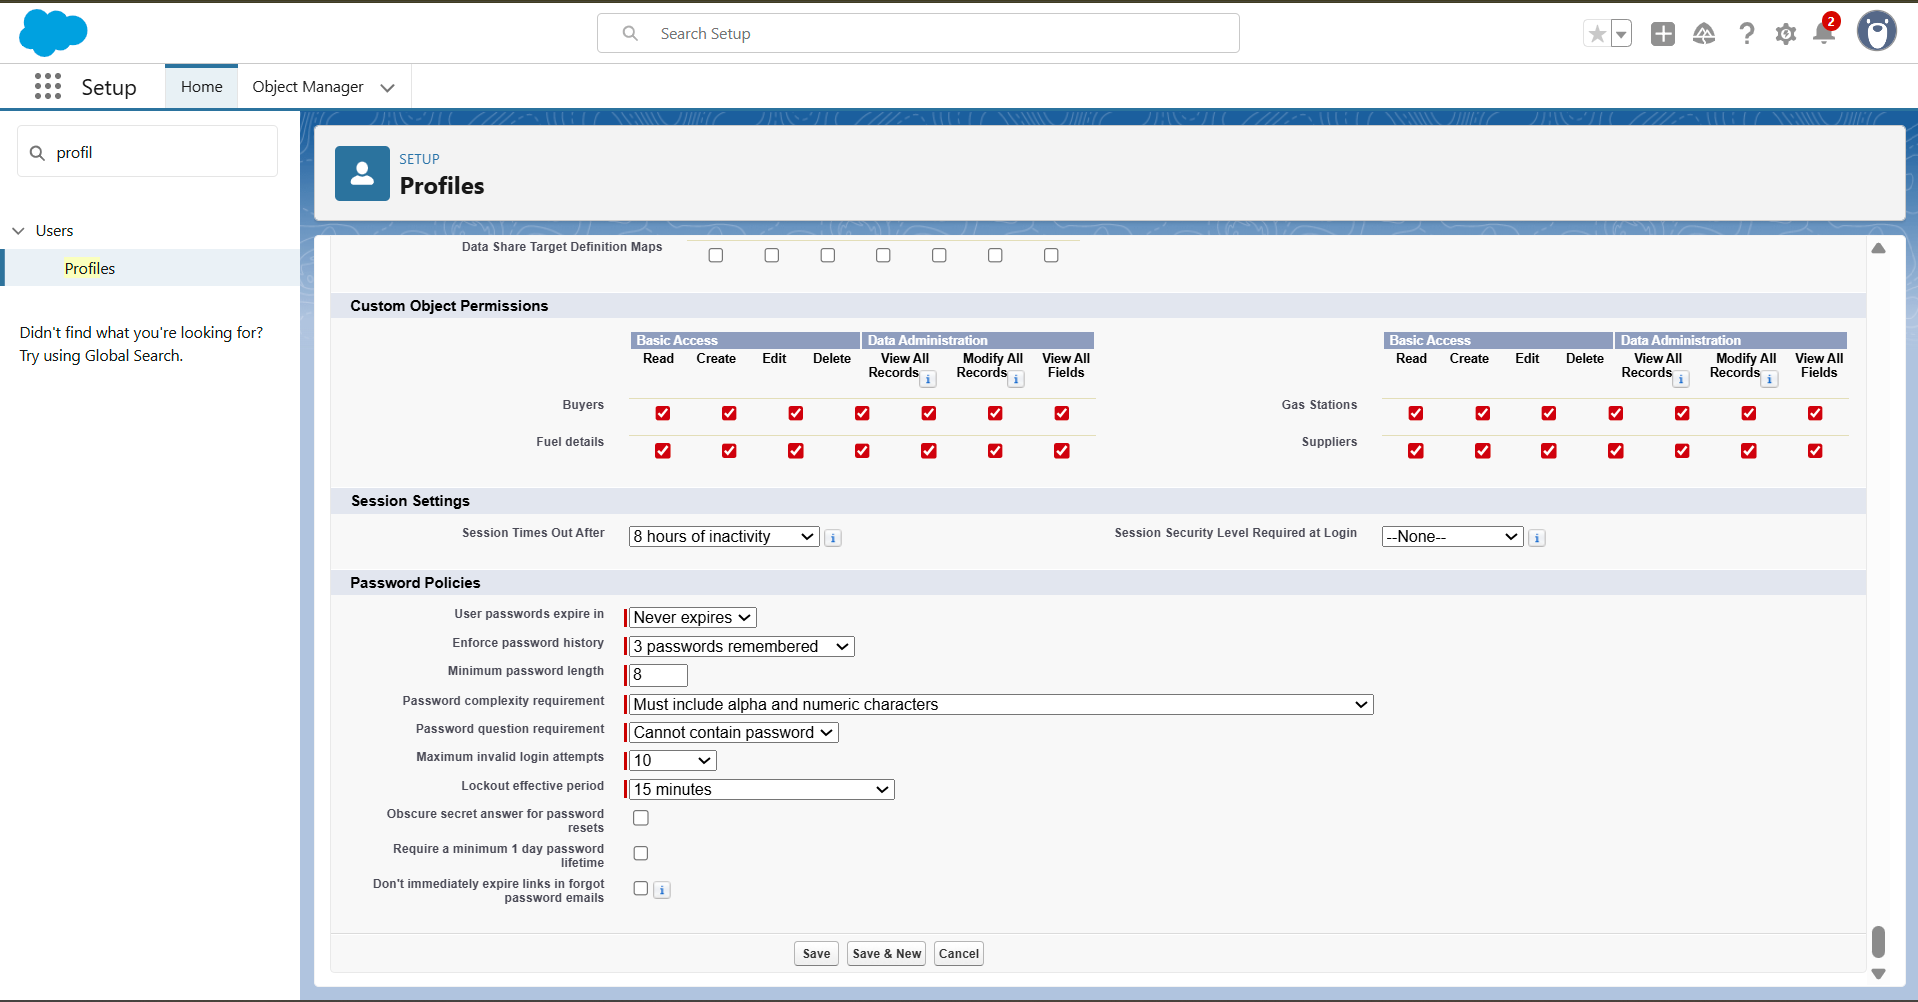 Search Setup
2
Setup
Home
Object Manager
profil
Users
Profiles
Didn't find what you're looking for?
Try using Global Search.
SETUP
Profiles
Data Share Target Definition Maps
Custom Object Permissions
Basic Access Data Administration
Read Create Edit Delete View All Records Modify All Records View All Fields
Buyers
Fuel details
Basic Access Data Administration
Read Create Edit Delete View All Records Modify All Records View All Fields
Gas Stations
Suppliers
Session Settings
Session Times Out After 8 hours of inactivity
Session Security Level Required at Login --None--
Password Policies
User passwords expire in Never expires
Enforce password history 3 passwords remembered
Minimum password length 8
Password complexity requirement Must include alpha and numeric characters
Password question requirement Cannot contain password
Maximum invalid login attempts 10
Lockout effective period 15 minutes
Obscure secret answer for password
resets
Require a minimum 1 day password
lifetime
Don't immediately expire links in forgot
password emails
Save Save & New Cancel